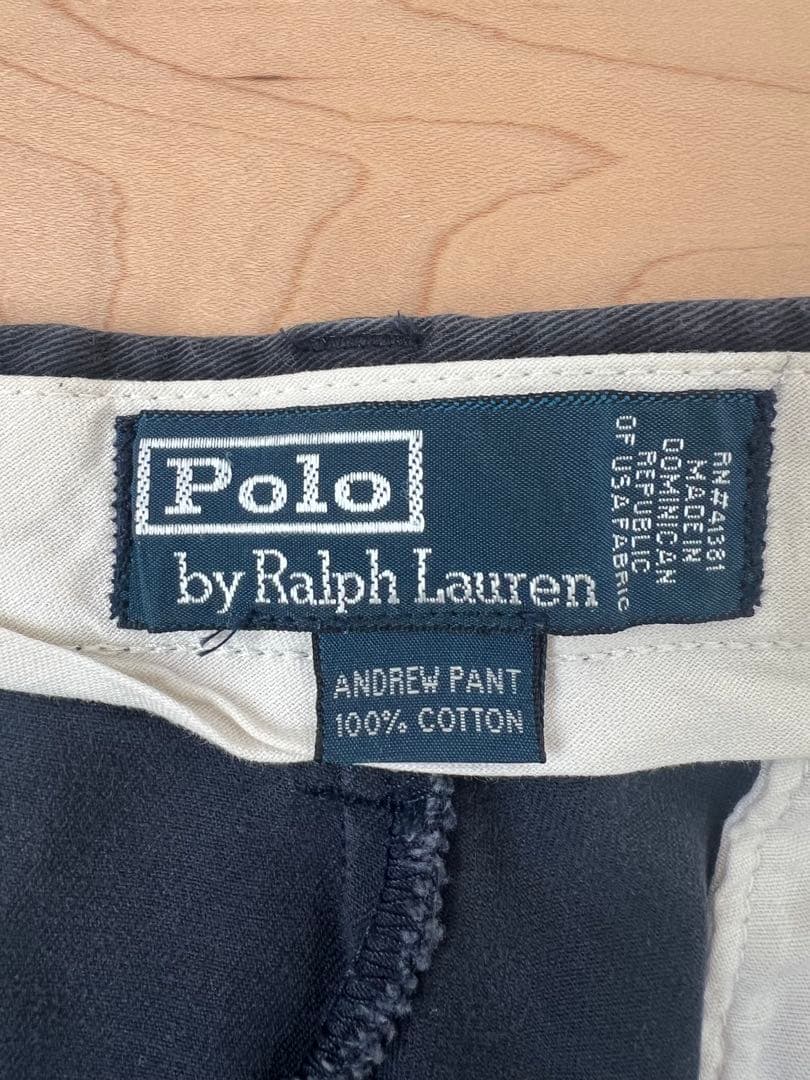 Polo
by Ralph Lauren
RN#41381
MADE IN
DOMINICAN
REPUBLIC
OF USA FABRIC
ANDREW PANT
100% COTTON